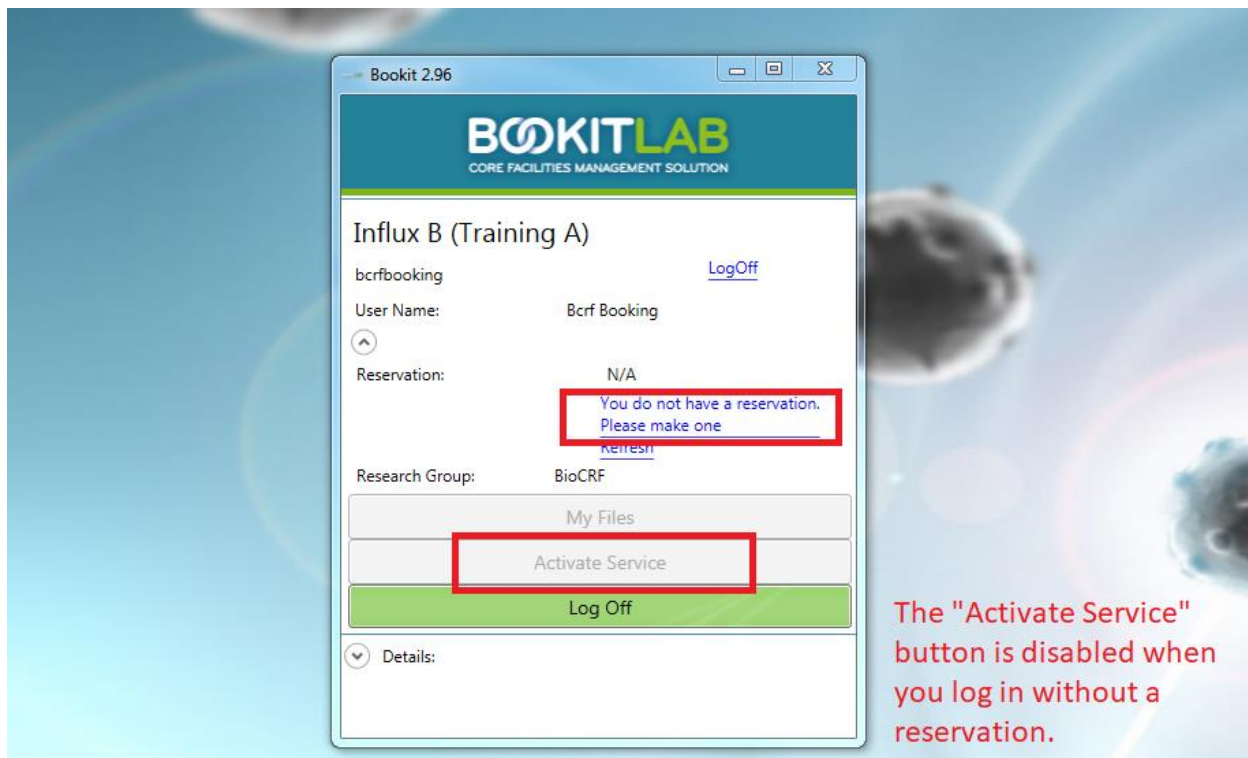 Bookit 2.96
BOOKITLAB
CORE FACILITIES MANAGEMENT SOLUTION
Influx B (Training A)
bcrfbooking
LogOff
User Name:
Bcrf Booking
Reservation:
N/A
You do not have a reservation.
Please make one
Refresh
Research Group:
BioCRF
My Files
Activate Service
Log Off
Details:
The "Activate Service"
button is disabled when
you log in without a
reservation.